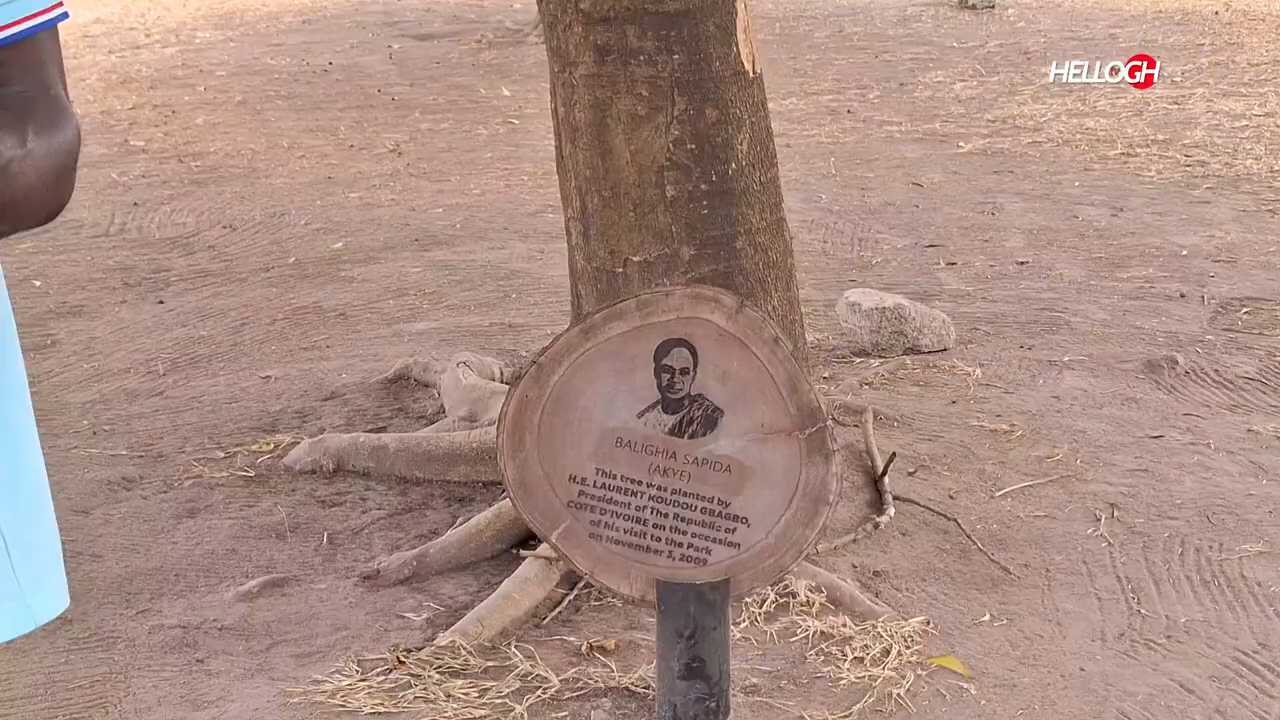 HELLOGH
BALIGHIA SAPIDA
(AKYE)
This tree was planted by
H.E. LAURENT KOUDOU GBAGBO,
President of The Republic of
COTE D'IVOIRE on the occasion
of his visit to the Park
on November 3, 2009